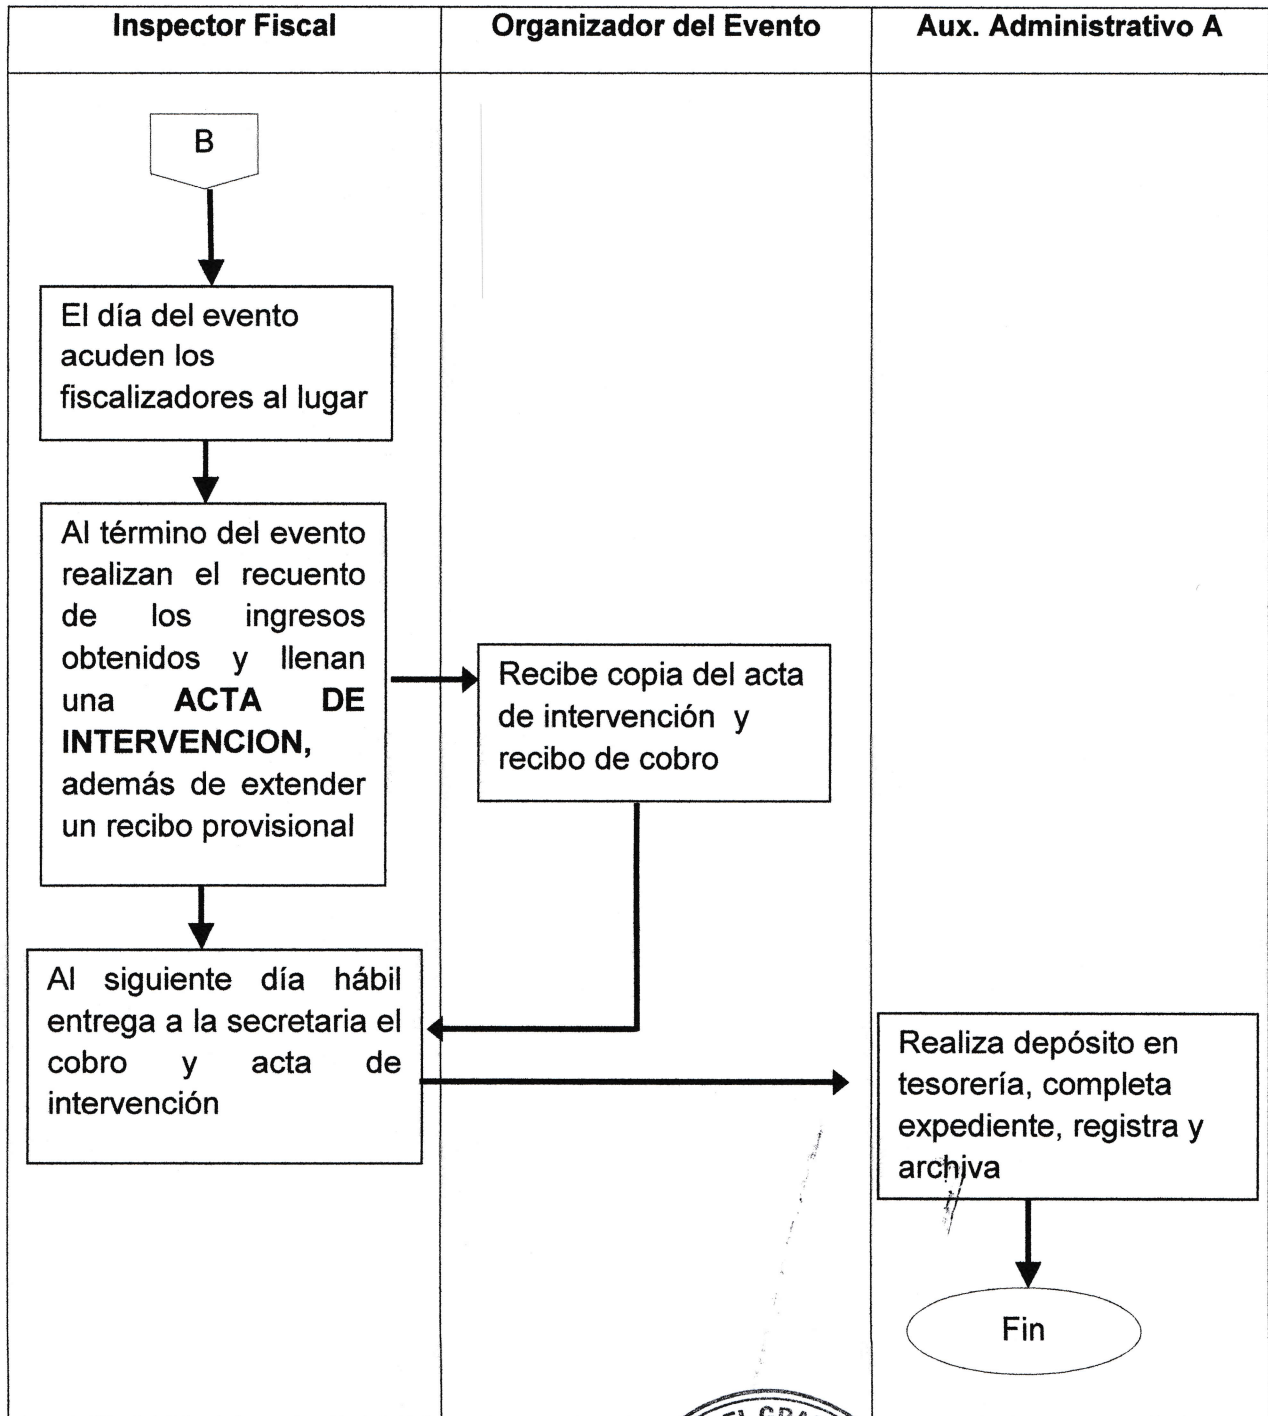 Inspector Fiscal
Organizador del Evento
Aux. Administrativo A
B
El día del evento
acuden los
fiscalizadores al lugar
Al término del evento
realizan el recuento
de los ingresos
obtenidos y llenan
una ACTA DE
INTERVENCION,
además de extender
un recibo provisional
Recibe copia del acta
de intervención y
recibo de cobro
Al siguiente día hábil
entrega a la secretaria el
cobro y acta de
intervención
Realiza depósito en
tesorería, completa
expediente, registra y
archiva
Fin